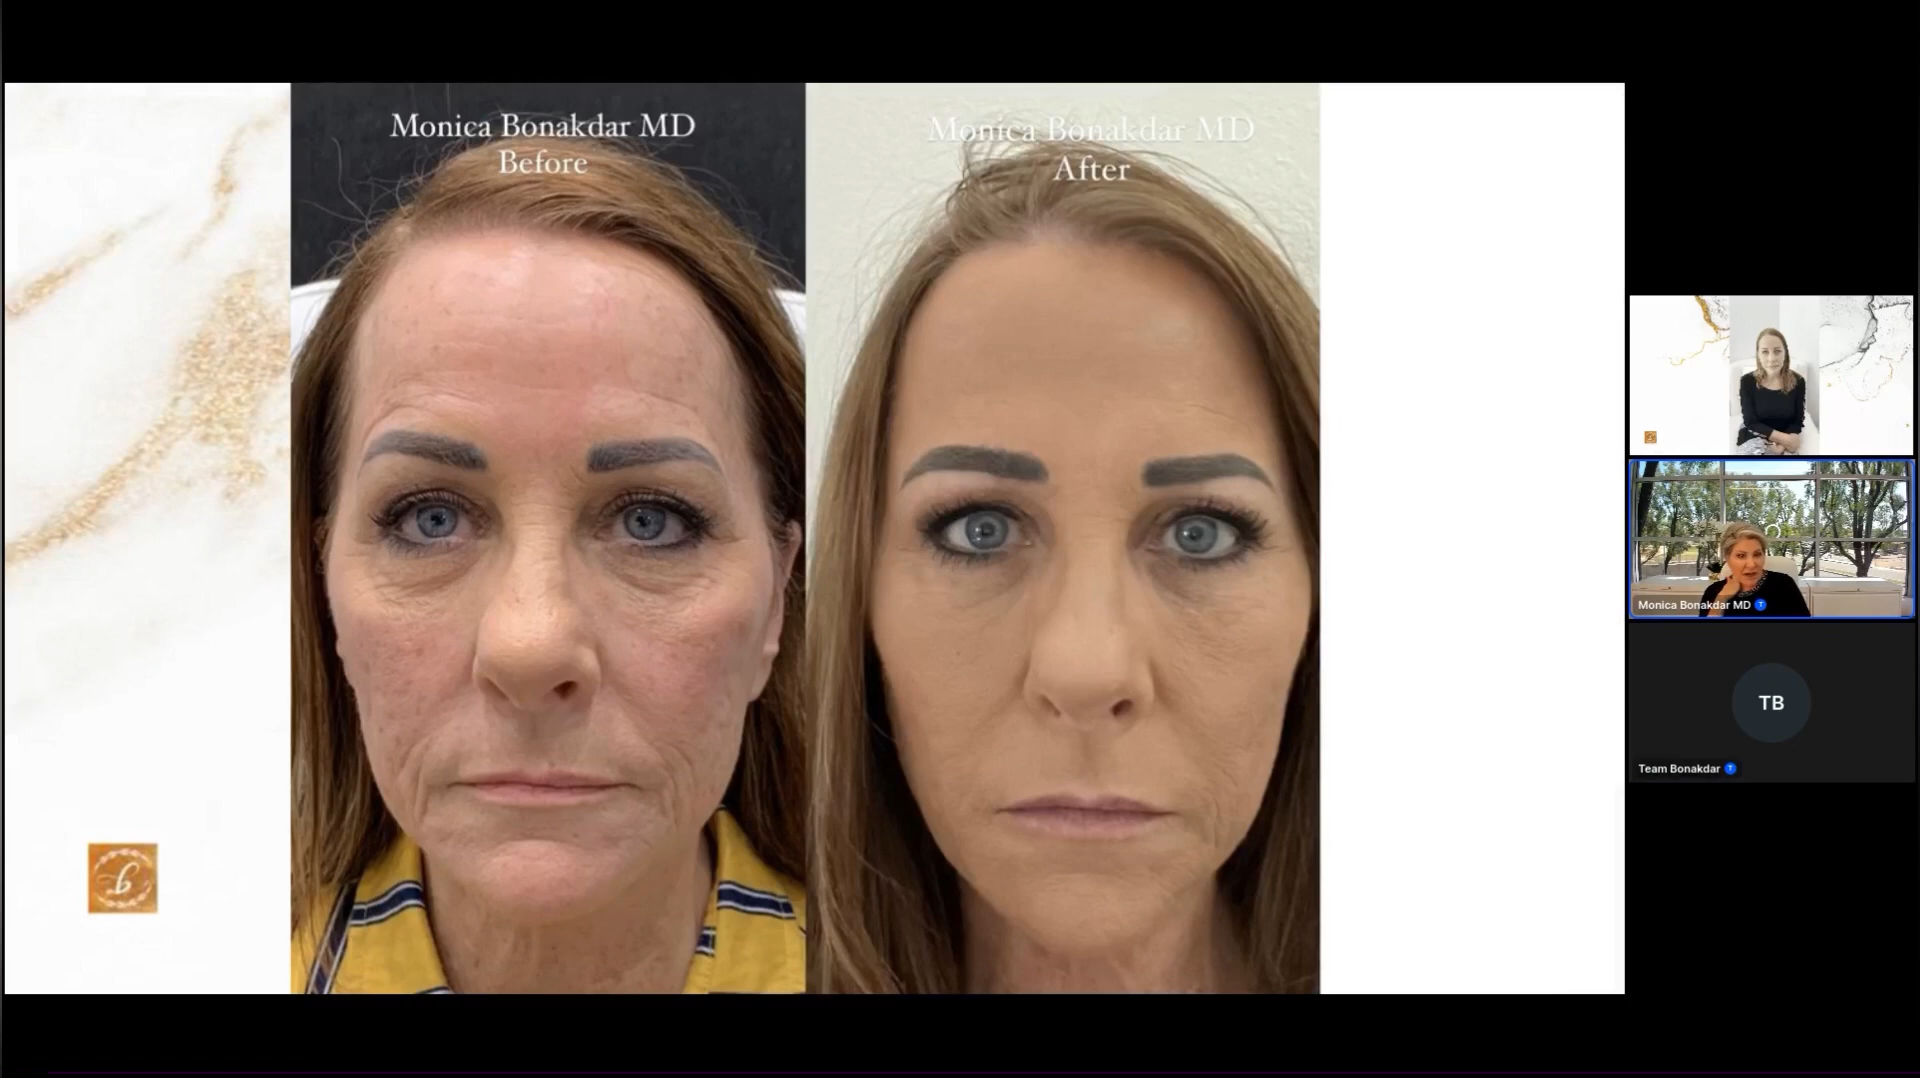 Monica Bonakdar MD
Before
Monica Bonakdar MD
After
b
Monica Bonakdar MD
T
TB
Team Bonakdar
T